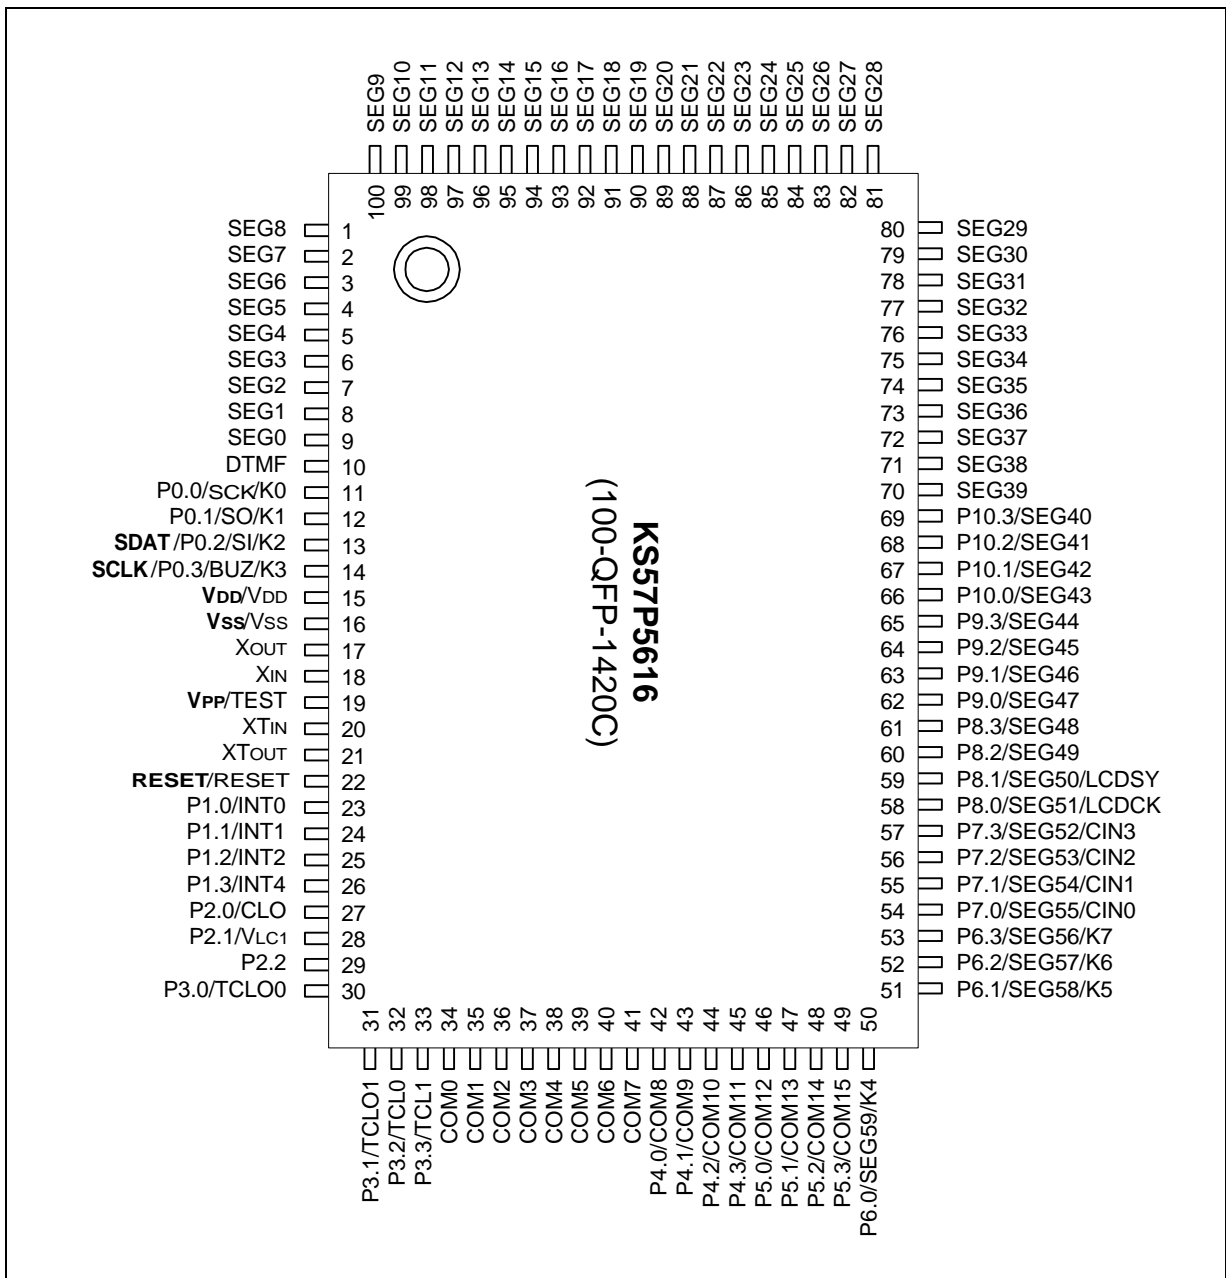 SEG9
SEG10
SEG11
SEG12
SEG13
SEG14
SEG15
SEG16
SEG17
SEG18
SEG19
SEG20
SEG21
SEG22
SEG23
SEG24
SEG25
SEG26
SEG27
SEG28
100
99
98
97
96
95
94
93
92
91
90
89
88
87
86
85
84
83
82
81
SEG8 1
SEG7 2
SEG6 3
SEG5 4
SEG4 5
SEG3 6
SEG2 7
SEG1 8
SEG0 9
DTMF 10
P0.0/SCK/K0 11
P0.1/SO/K1 12
SDAT/P0.2/SI/K2 13
SCLK/P0.3/BUZ/K3 14
VDD/VDD 15
VSS/VSS 16
XOUT 17
XIN 18
VPP/TEST 19
XTIN 20
XTOUT 21
RESET/RESET 22
P1.0/INT0 23
P1.1/INT1 24
P1.2/INT2 25
P1.3/INT4 26
P2.0/CLO 27
P2.1/VLC1 28
P2.2 29
P3.0/TCLO0 30
KS57P5616
(100-QFP-1420C)
80 SEG29
79 SEG30
78 SEG31
77 SEG32
76 SEG33
75 SEG34
74 SEG35
73 SEG36
72 SEG37
71 SEG38
70 SEG39
69 P10.3/SEG40
68 P10.2/SEG41
67 P10.1/SEG42
66 P10.0/SEG43
65 P9.3/SEG44
64 P9.2/SEG45
63 P9.1/SEG46
62 P9.0/SEG47
61 P8.3/SEG48
60 P8.2/SEG49
59 P8.1/SEG50/LCDSY
58 P8.0/SEG51/LCDCK
57 P7.3/SEG52/CIN3
56 P7.2/SEG53/CIN2
55 P7.1/SEG54/CIN1
54 P7.0/SEG55/CIN0
53 P6.3/SEG56/K7
52 P6.2/SEG57/K6
51 P6.1/SEG58/K5
31
32
33
34
35
36
37
38
39
40
41
42
43
44
45
46
47
48
49
50
P3.1/TCLO1
P3.2/TCL0
P3.3/TCL1
COM0
COM1
COM2
COM3
COM4
COM5
COM6
COM7
P4.0/COM8
P4.1/COM9
P4.2/COM10
P4.3/COM11
P5.0/COM12
P5.1/COM13
P5.2/COM14
P5.3/COM15
P6.0/SEG59/K4